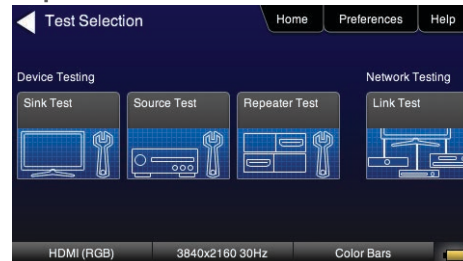 Test Selection
Home
Preferences
Help
Device Testing
Network Testing
Sink Test
Source Test
Repeater Test
Link Test
HDMI (RGB)
3840x2160 30Hz
Color Bars